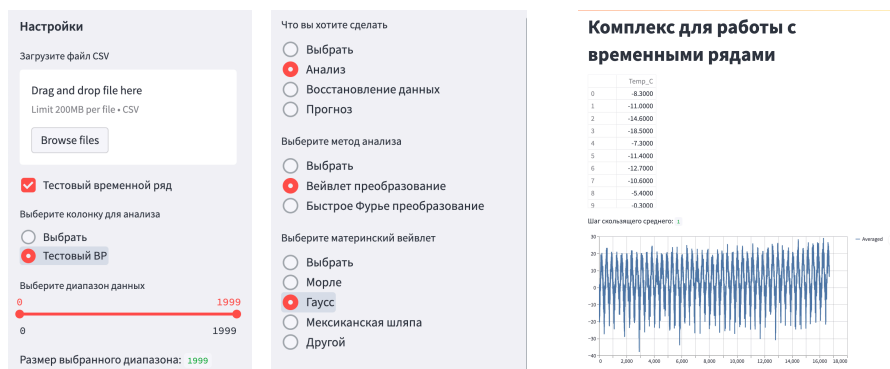 Настройки
Загрузите файл CSV
Drag and drop file here
Limit 200MB per file • CSV
Browse files
Тестовый временной ряд
Выберите колонку для анализа
Выбрать
Тестовый ВР
Выберите диапазон данных
0 1999
0 1999
Размер выбранного диапазона: 1999
Что вы хотите сделать
Выбрать
Анализ
Восстановление данных
Прогноз
Выберите метод анализа
Выбрать
Вейвлет преобразование
Быстрое Фурье преобразование
Выберите материнский вейвлет
Выбрать
Морле
Гаусс
Мексиканская шляпа
Другой
Комплекс для работы с
временными рядами
Temp_C
0 -8.3000
1 -11.0000
2 -14.6000
3 -18.5000
4 -7.3000
5 -11.4000
6 -12.7000
7 -10.6000
8 -5.4000
9 -0.3000
Шаг скользящего среднего: 1
30
20
10
0
−10
−20
−30
−40
0 2,000 4,000 6,000 8,000 10,000 12,000 14,000 16,000 18,000
Averaged